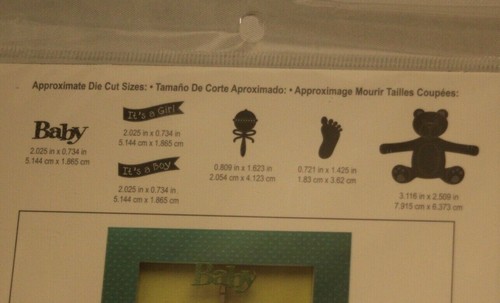 Approximate Die Cut Sizes: • Tamaño De Corte Aproximado: • Approximage Mourir Tailles Coupées:
Baby
2.025 in x 0.734 in
5.144 cm x 1.865 cm
It's a Girl
2.025 in x 0.734 in
5.144 cm x 1.865 cm
It's a Boy
2.025 in x 0.734 in
5.144 cm x 1.865 cm
0.809 in x 1.623 in
2.054 cm x 4.123 cm
0.721 in x 1.425 in
1.83 cm x 3.62 cm
3.116 in x 2.509 in
7.915 cm x 6.373 cm
Baby